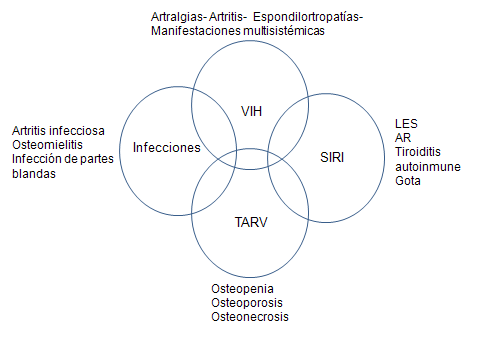 Artralgias- Artritis- Espondilortropatías-
Manifestaciones multisistémicas
VIH
Artritis infecciosa
Osteomielitis
Infección de partes
blandas
Infecciones
SIRI
LES
AR
Tiroiditis
autoinmune
Gota
TARV
Osteopenia
Osteoporosis
Osteonecrosis